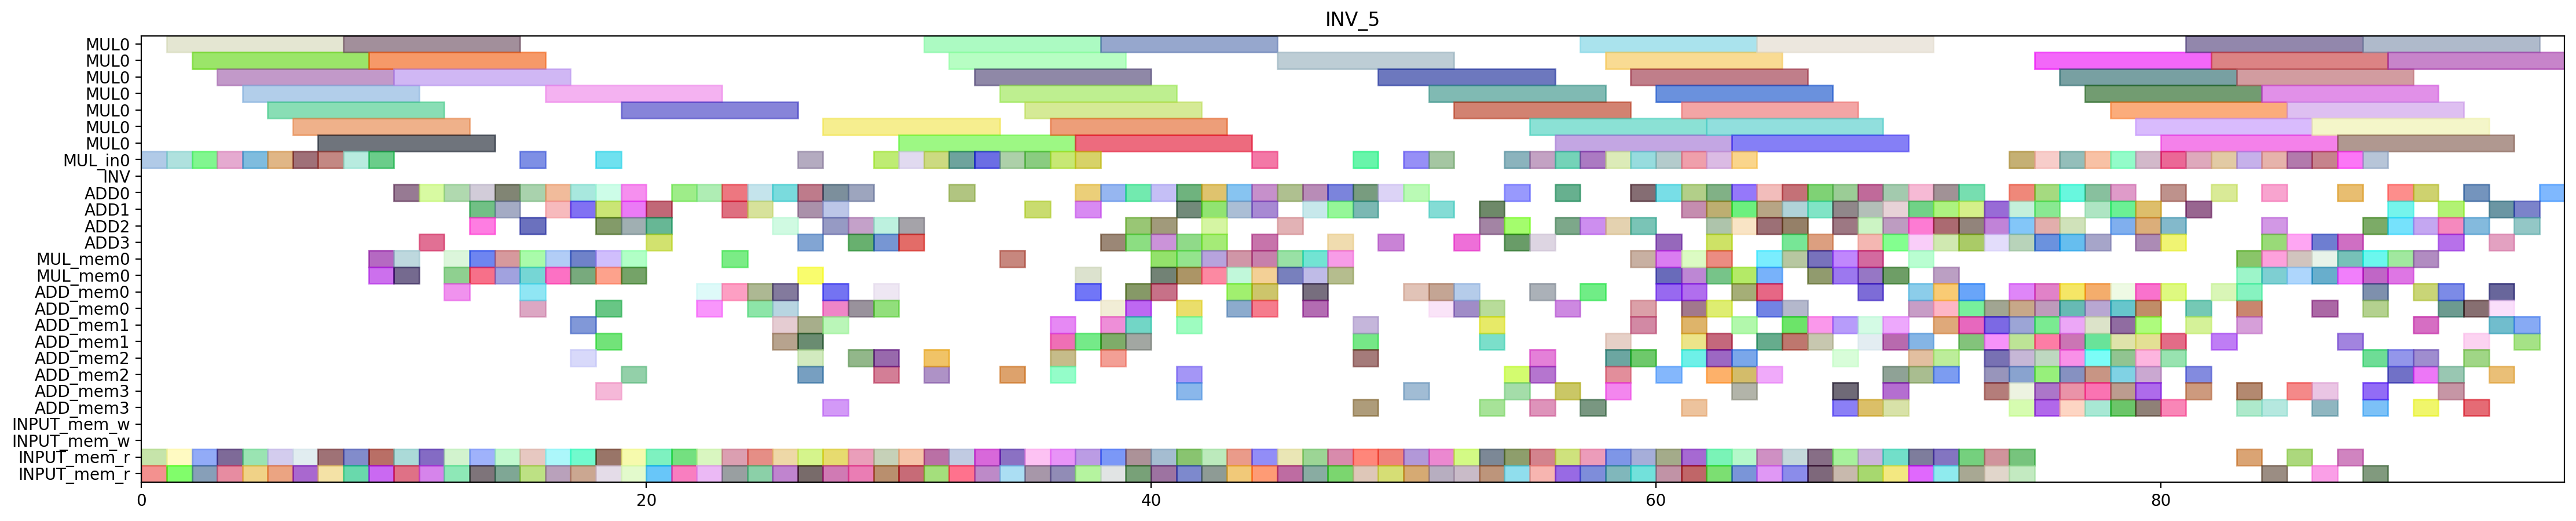 INV_5
MUL0
MUL0
MUL0
MUL0
MUL0
MUL0
MUL0
MUL_in0
INV
ADD0
ADD1
ADD2
ADD3
MUL_mem0
MUL_mem0
ADD_mem0
ADD_mem0
ADD_mem1
ADD_mem1
ADD_mem2
ADD_mem2
ADD_mem3
ADD_mem3
INPUT_mem_w
INPUT_mem_w
INPUT_mem_r
INPUT_mem_r
0 20 40 60 80